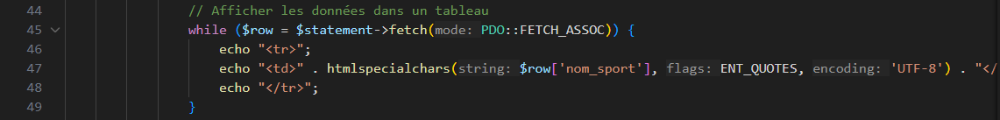 44 // Afficher les données dans un tableau
45 while ($row = $statement->fetch(mode: PDO::FETCH_ASSOC)) {
46 echo "<tr>";
47 echo "<td>" . htmlspecialchars(string: $row['nom_sport'], flags: ENT_QUOTES, encoding: 'UTF-8') . "</
48 echo "</tr>";
49 }